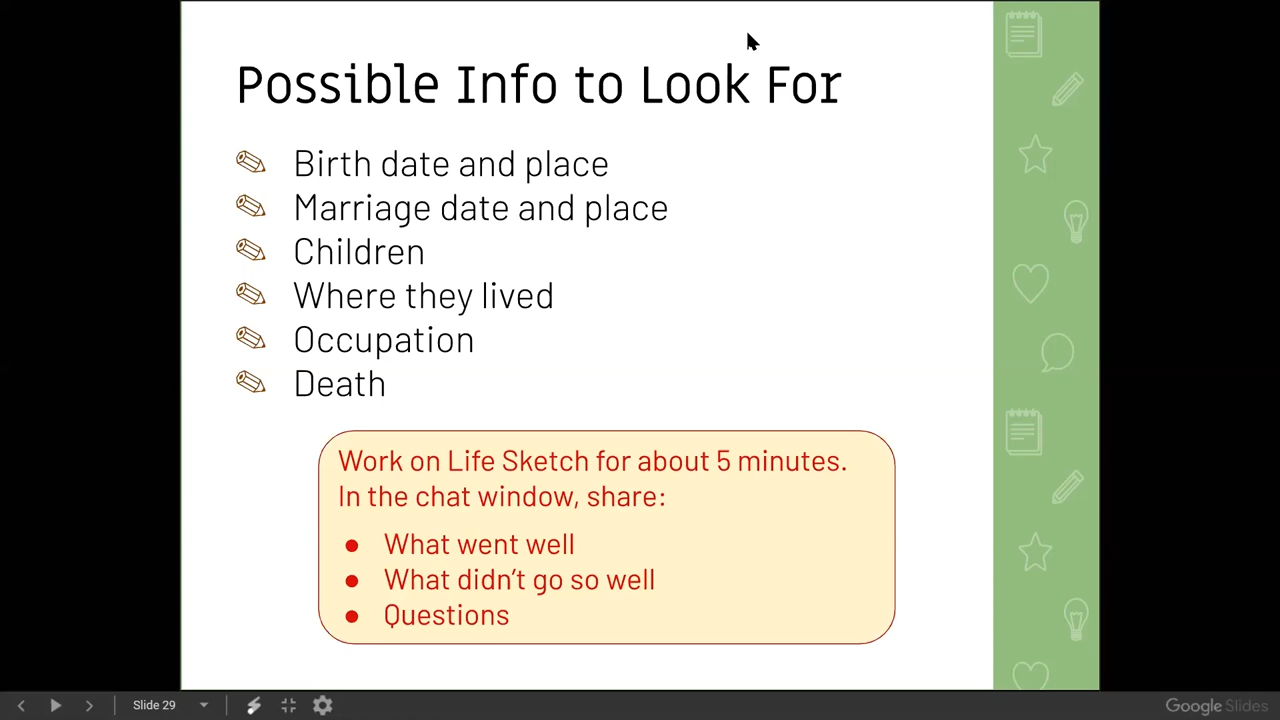 Possible Info to Look For
Birth date and place
Marriage date and place
Children
Where they lived
Occupation
Death
Work on Life Sketch for about 5 minutes.
In the chat window, share:
● What went well
● What didn't go so well
● Questions
Slide 29
Google Slides